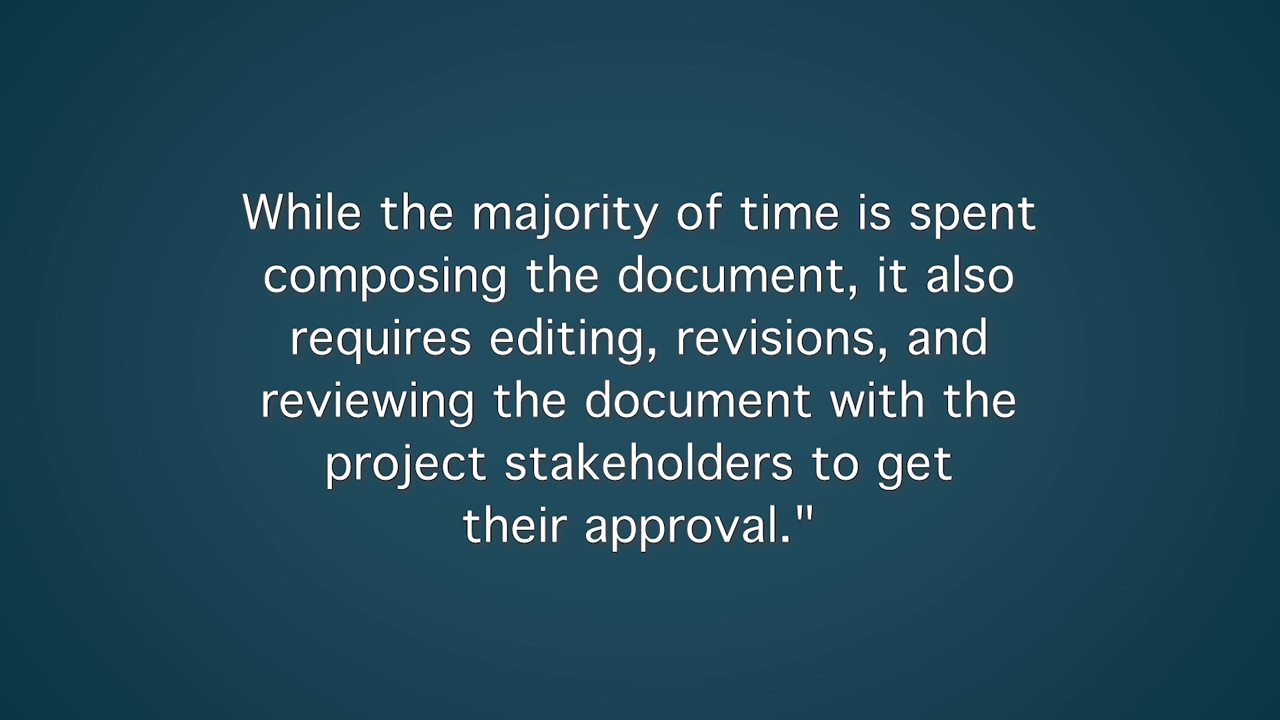 While the majority of time is spent
composing the document, it also
requires editing, revisions, and
reviewing the document with the
project stakeholders to get
their approval."